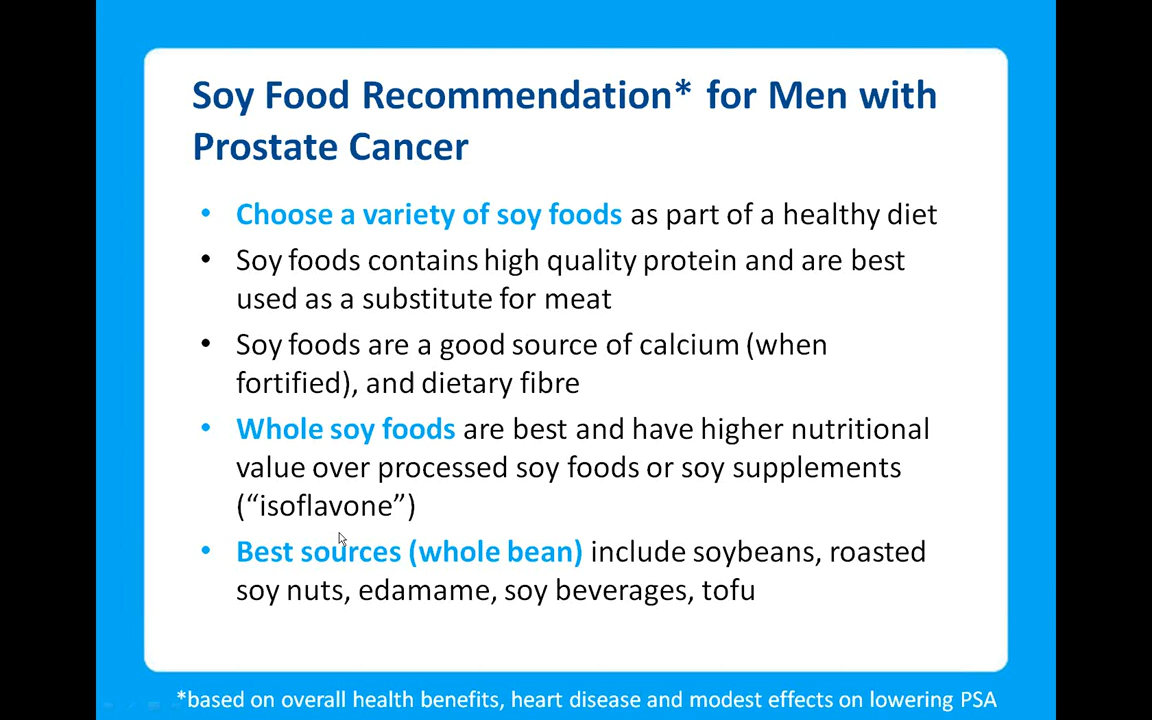 Soy Food Recommendation* for Men with
Prostate Cancer
• Choose a variety of soy foods as part of a healthy diet
• Soy foods contains high quality protein and are best
used as a substitute for meat
• Soy foods are a good source of calcium (when
fortified), and dietary fibre
• Whole soy foods are best and have higher nutritional
value over processed soy foods or soy supplements
(“isoflavone”)
• Best sources (whole bean) include soybeans, roasted
soy nuts, edamame, soy beverages, tofu
*based on overall health benefits, heart disease and modest effects on lowering PSA